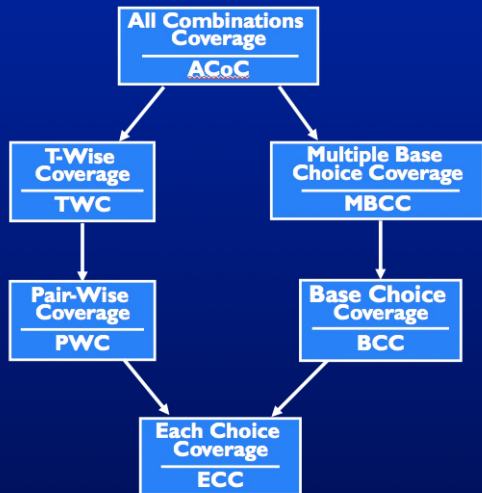 All Combinations
Coverage
ACoC
T-Wise
Coverage
TWC
Multiple Base
Choice Coverage
MBCC
Pair-Wise
Coverage
PWC
Base Choice
Coverage
BCC
Each Choice
Coverage
ECC